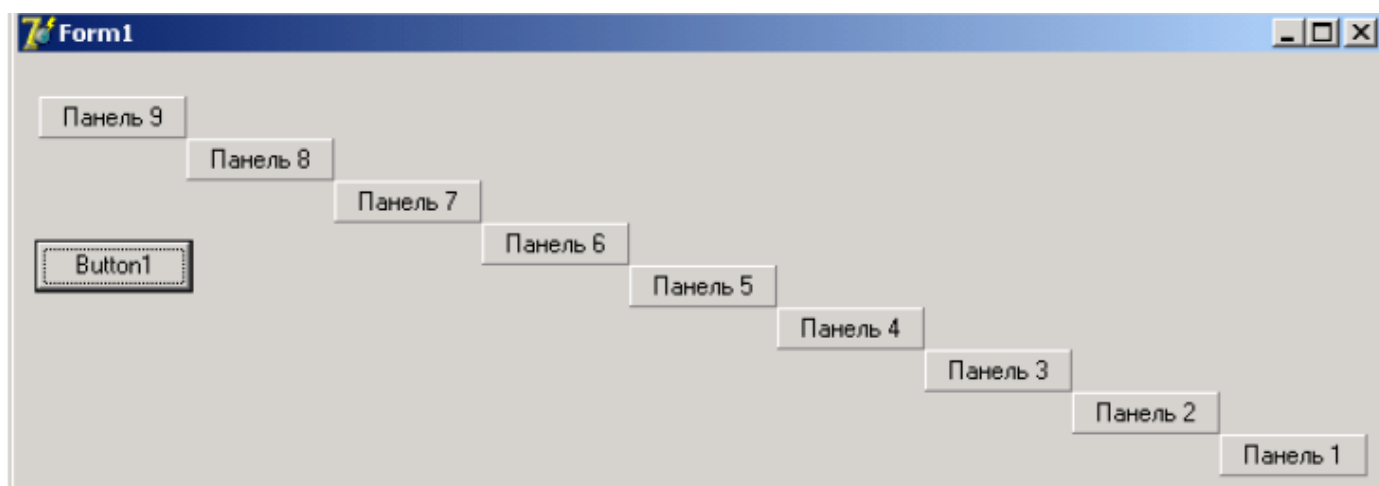 Form1
Панель 9
Панель 8
Панель 7
Панель 6
Button1
Панель 5
Панель 4
Панель 3
Панель 2
Панель 1